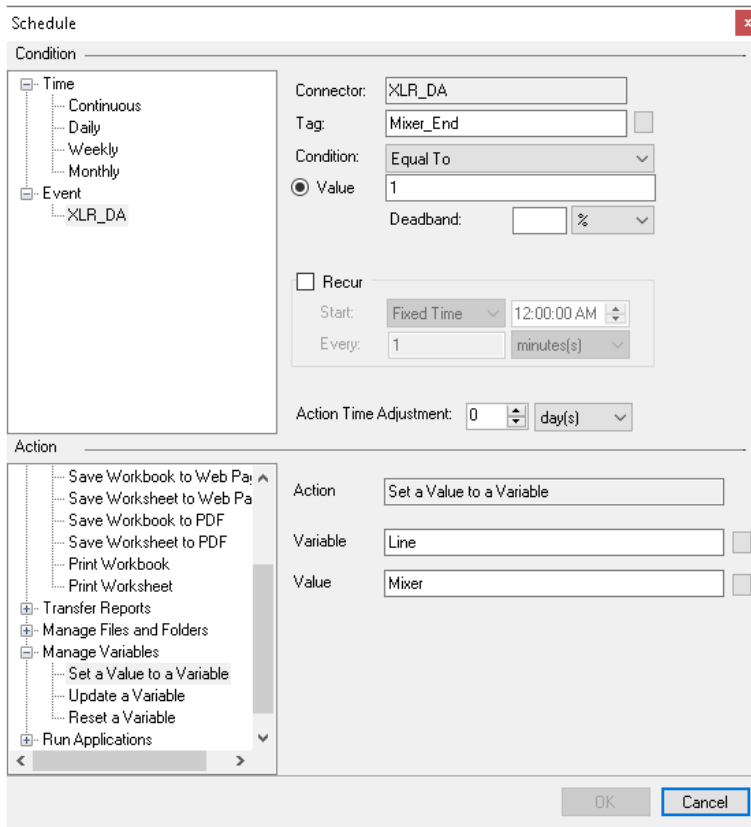 Schedule
x
Condition
Time
Continuous
Daily
Weekly
Monthly
Event
XLR_DA
Connector: XLR_DA
Tag: Mixer_End
Condition: Equal To
Value 1
Deadband: %
Recur
Start: Fixed Time 12:00:00 AM
Every: 1 minutes(s)
Action Time Adjustment: 0 day(s)
Action
Save Workbook to Web Pa
Save Worksheet to Web Pa
Save Workbook to PDF
Save Worksheet to PDF
Print Workbook
Print Worksheet
Transfer Reports
Manage Files and Folders
Manage Variables
Set a Value to a Variable
Update a Variable
Reset a Variable
Run Applications
Action Set a Value to a Variable
Variable Line
Value Mixer
OK Cancel